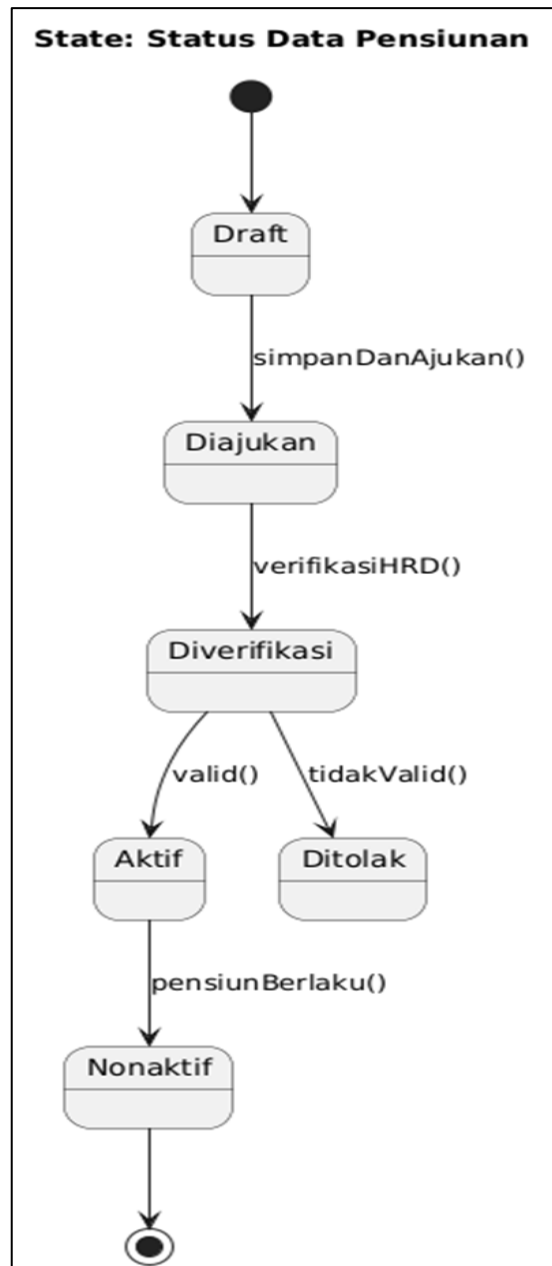 State: Status Data Pensiunan
Draft
simpanDanAjukan()
Diajukan
verifikasiHRD()
Diverifikasi
valid()
tidakValid()
Aktif
Ditolak
pensiunBerlaku()
Nonaktif